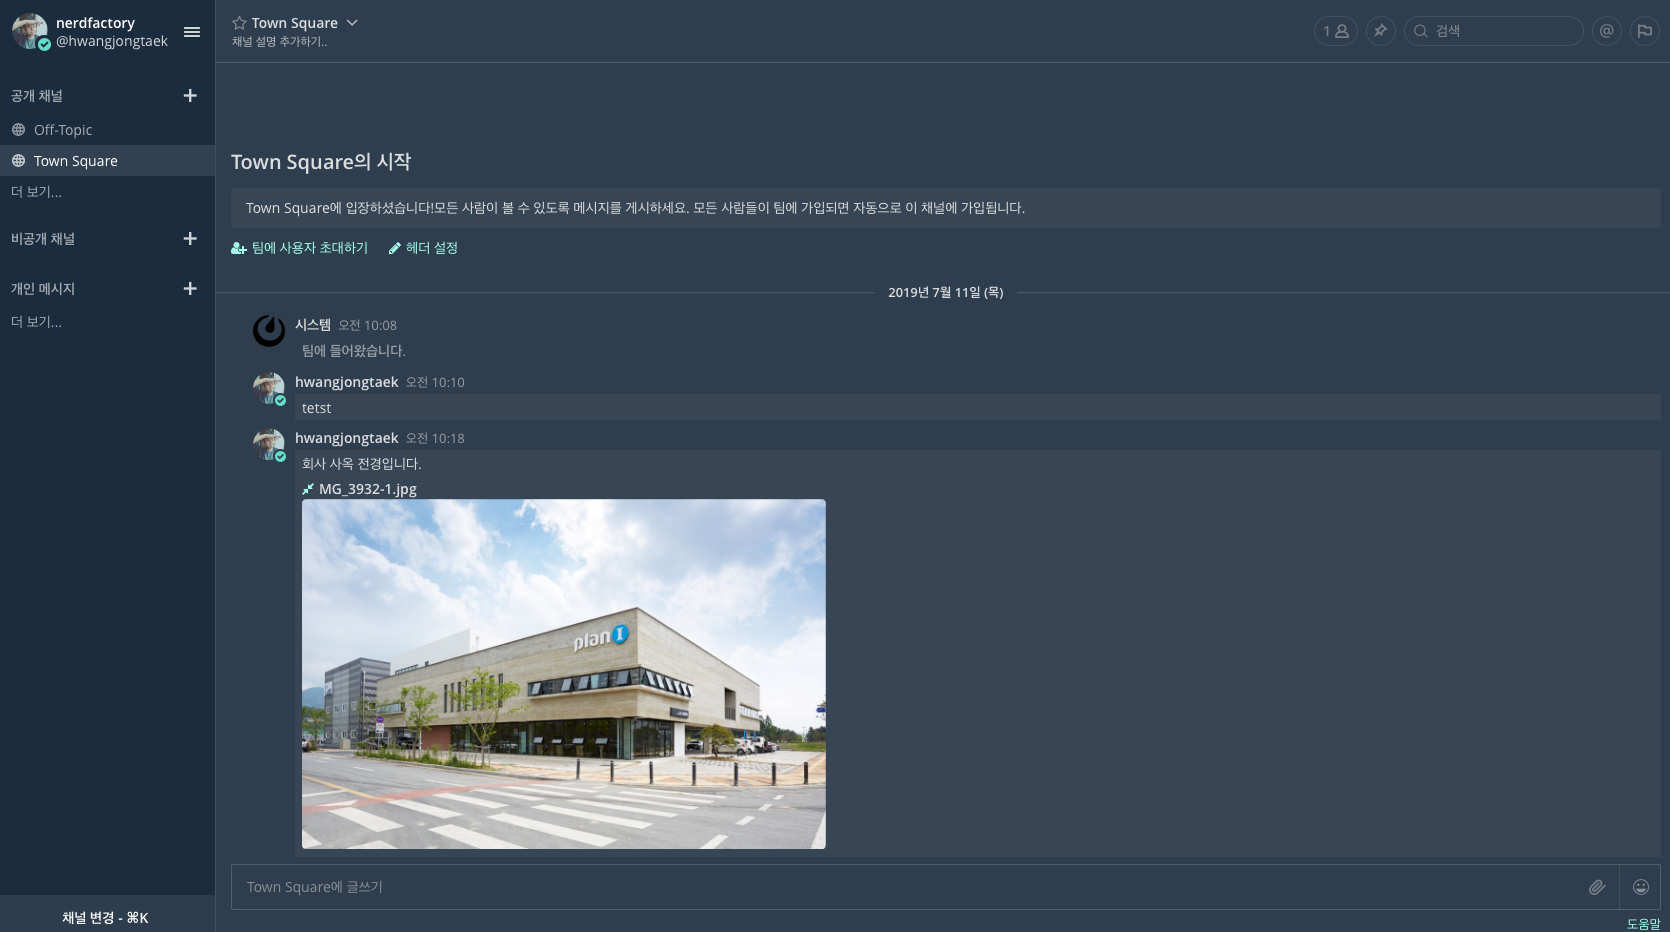 nerdfactory
@hwangjongtaek
공개 채널
Off-Topic
Town Square
더 보기...
비공개 채널
개인 메시지
더 보기...
채널 변경 - ⌘K
Town Square
채널 설명 추가하기..
1
검색
@
Town Square의 시작
Town Square에 입장하셨습니다!모든 사람이 볼 수 있도록 메시지를 게시하세요. 모든 사람들이 팀에 가입되면 자동으로 이 채널에 가입됩니다.
팀에 사용자 초대하기 헤더 설정
2019년 7월 11일 (목)
시스템 오전 10:08
팀에 들어왔습니다.
hwangjongtaek 오전 10:10
tetst
hwangjongtaek 오전 10:18
회사 사옥 전경입니다.
MG_3932-1.jpg
plan I
Town Square에 글쓰기
도움말